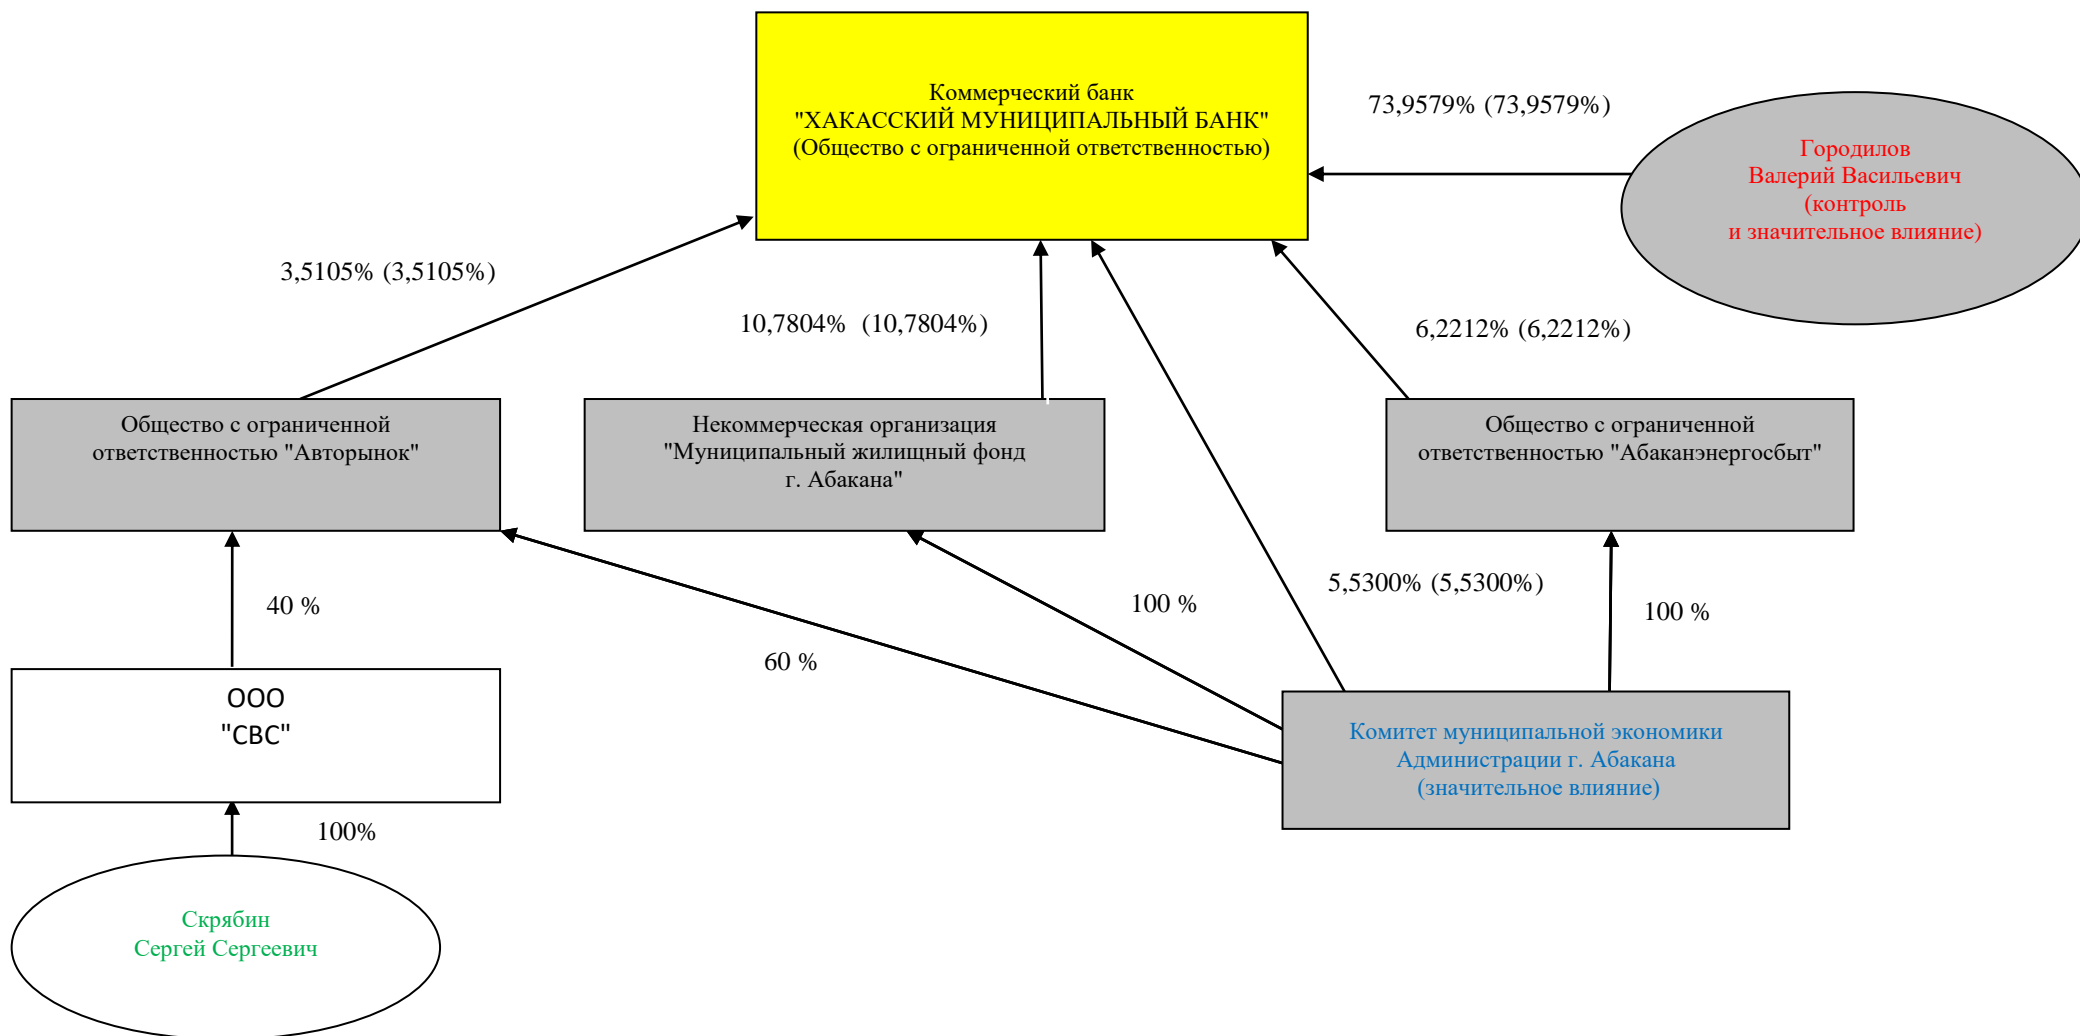 Коммерческий банк
"ХАКАССКИЙ МУНИЦИПАЛЬНЫЙ БАНК"
(Общество с ограниченной ответственностью)
73,9579% (73,9579%)
Городилов
Валерий Васильевич
(контроль
и значительное влияние)
3,5105% (3,5105%)
10,7804%  (10,7804%)
6,2212% (6,2212%)
Общество с ограниченной
ответственностью "Авторынок"
Некоммерческая организация
"Муниципальный жилищный фонд
г. Абакана"
Общество с ограниченной
ответственностью "Абаканэнергосбыт"
40 %
60 %
100 %
5,5300% (5,5300%)
100 %
ООО
"СВС"
Комитет муниципальной экономики
Администрации г. Абакана
(значительное влияние)
100%
Скрябин
Сергей Сергеевич